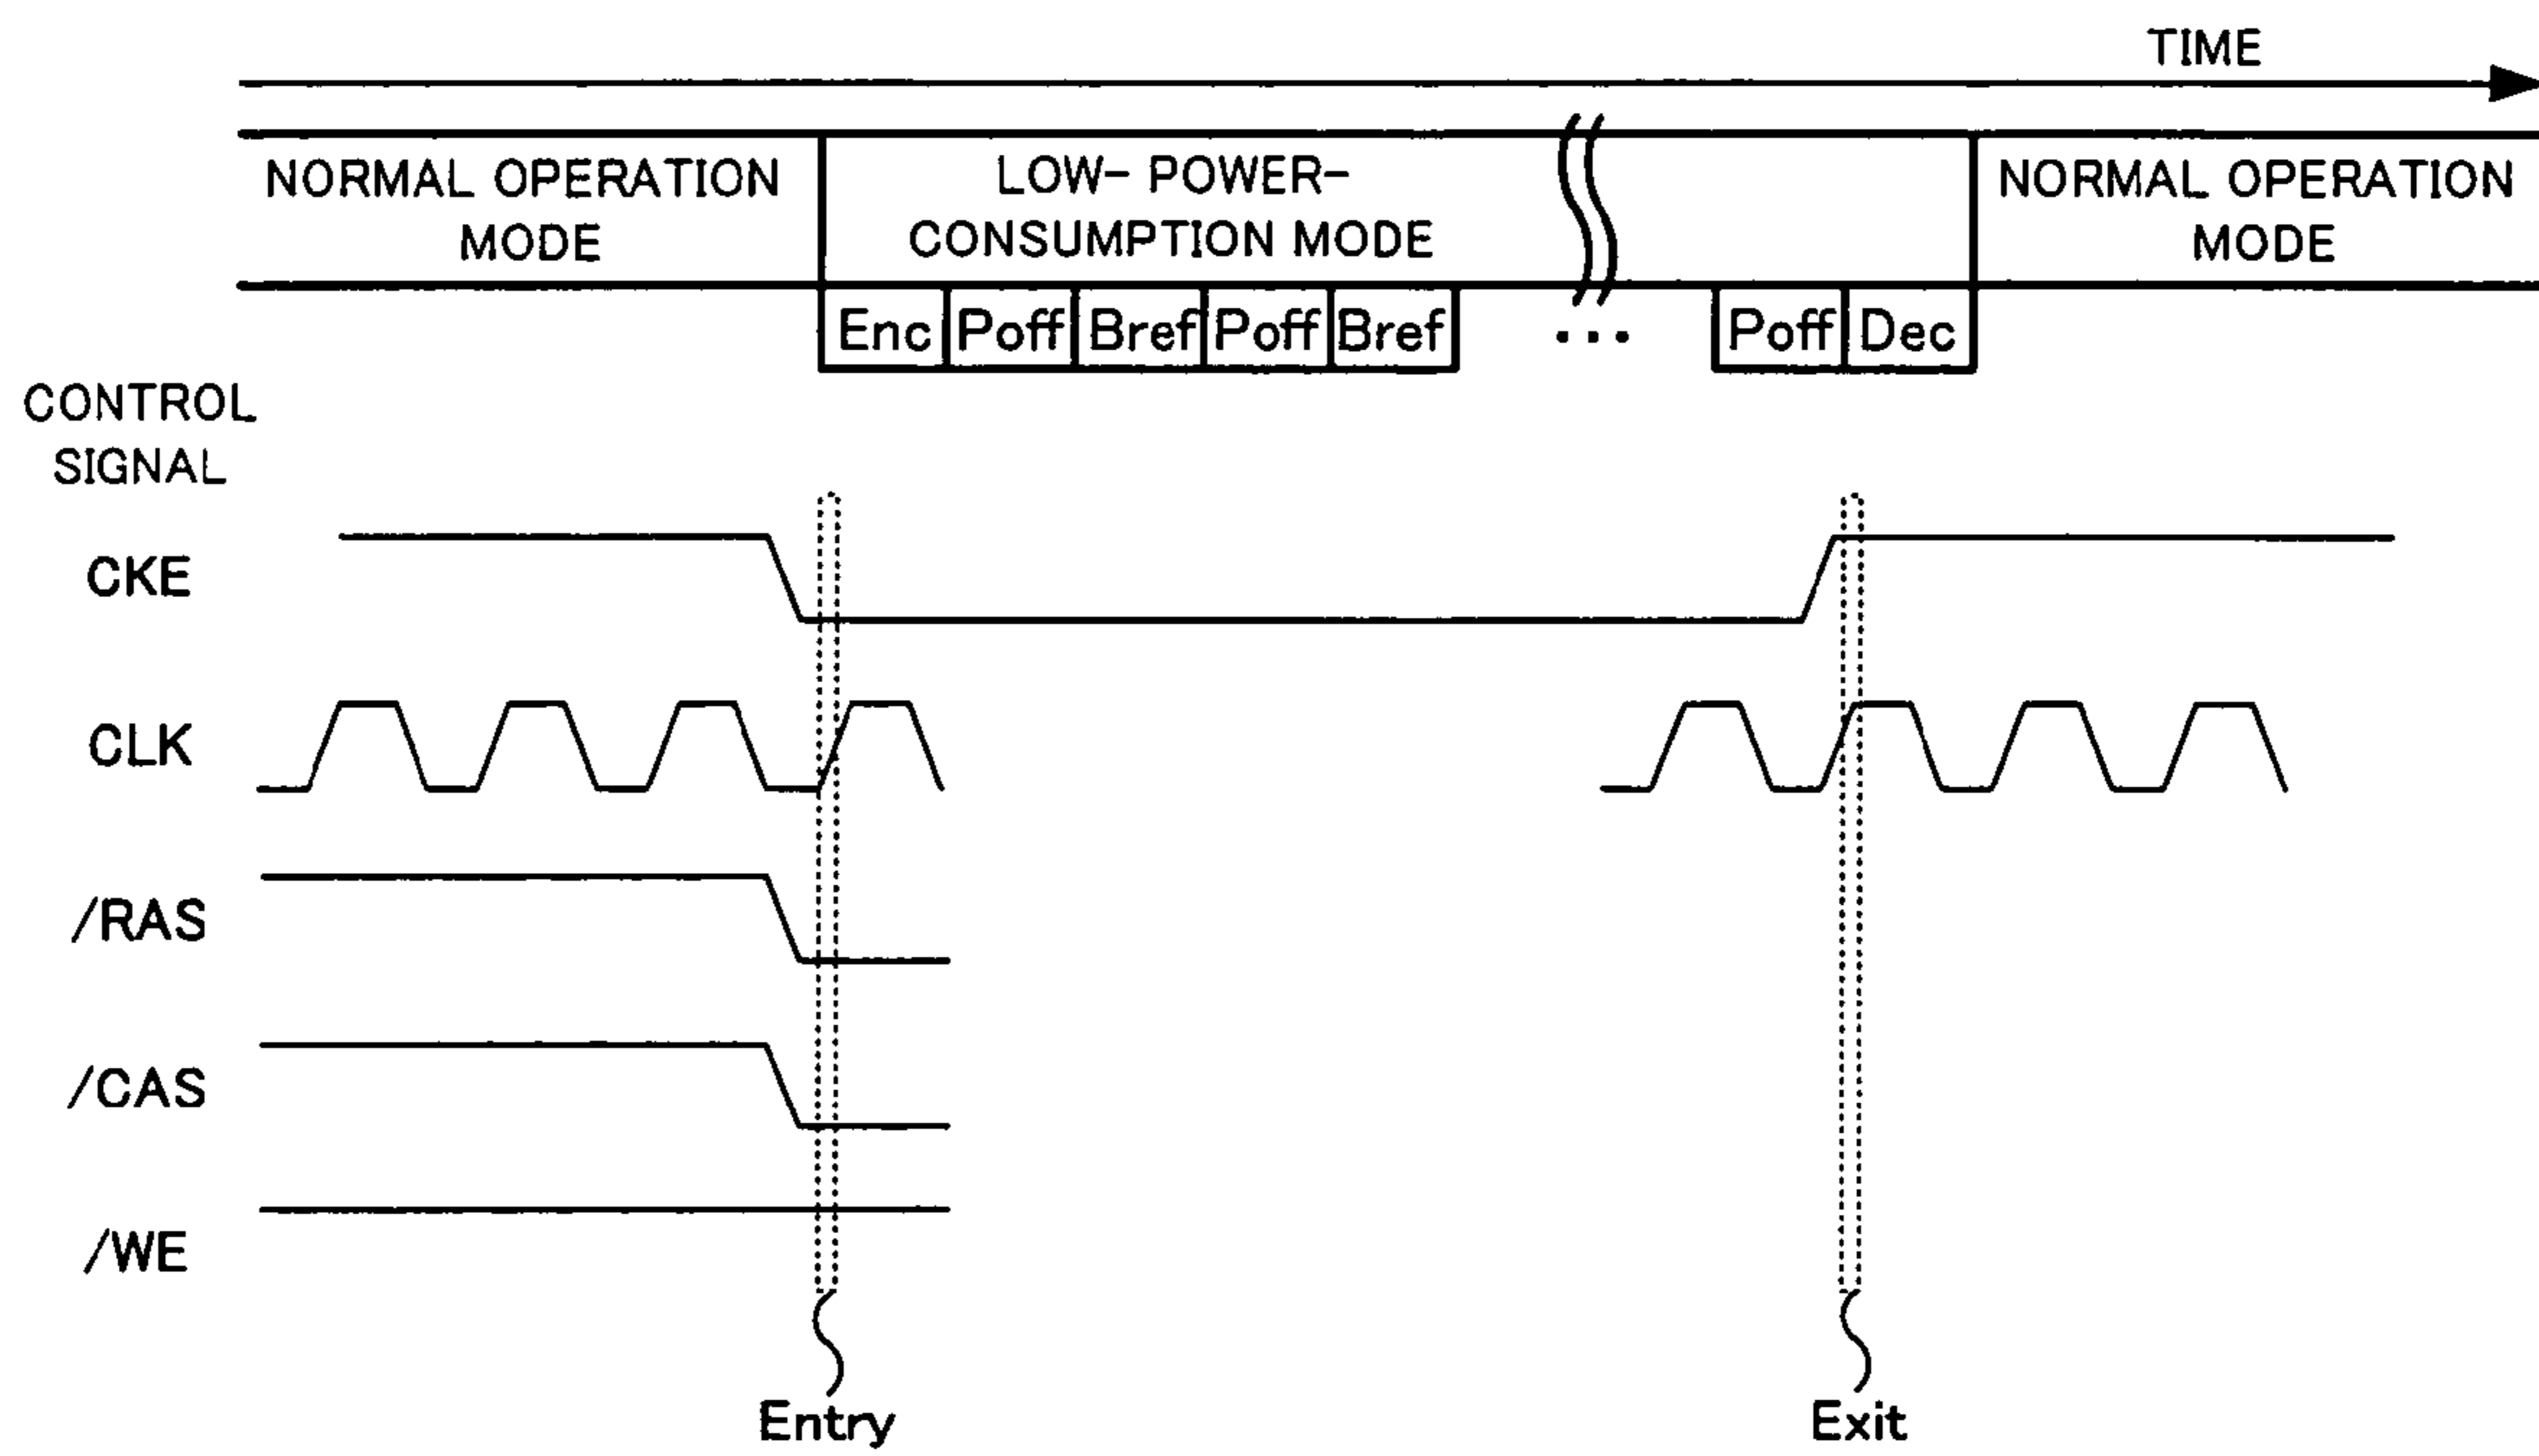 TIME
NORMAL OPERATION
MODE
LOW- POWER-
CONSUMPTION MODE
NORMAL OPERATION
MODE
Enc Poff Bref Poff Bref ... Poff Dec
CONTROL
SIGNAL
CKE
CLK
/RAS
/CAS
/WE
Entry Exit